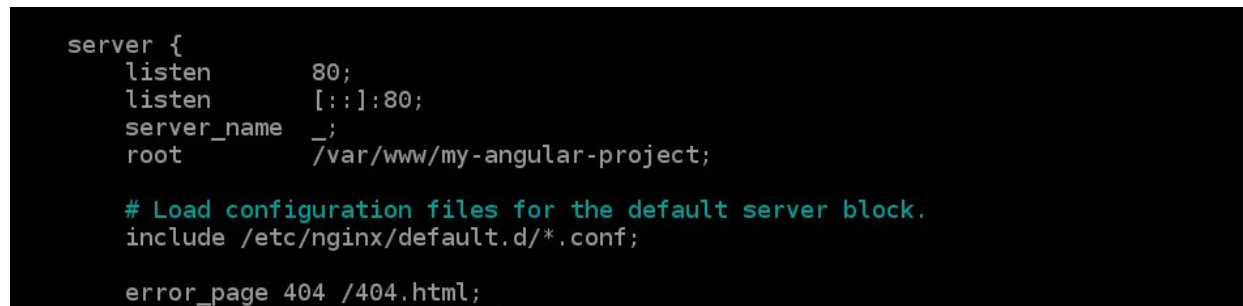 server {
    listen       80;
    listen       [::]:80;
    server_name  _;
    root         /var/www/my-angular-project;
    # Load configuration files for the default server block.
    include /etc/nginx/default.d/*.conf;
    error_page 404 /404.html;